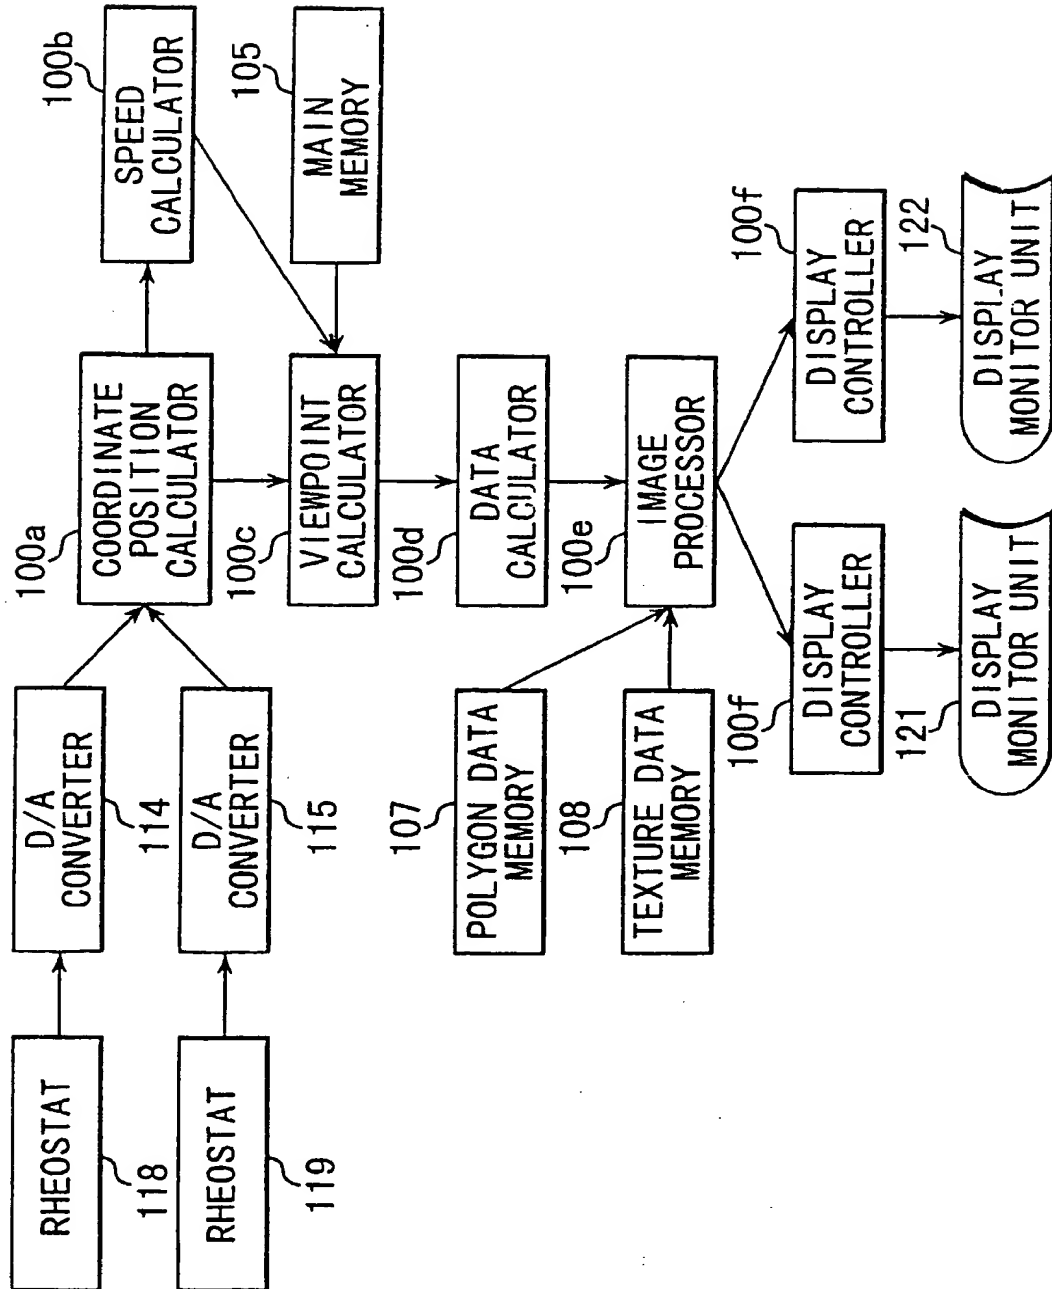 RHEOSTAT
118
D/A
CONVERTER
114
100a
COORDINATE
POSITION
CALCULATOR
100b
SPEED
CALCULATOR
RHEOSTAT
119
D/A
CONVERTER
115
100c
VIEWPOINT
CALCULATOR
105
MAIN
MEMORY
107
POLYGON DATA
MEMORY
100d
DATA
CALCULATOR
108
TEXTURE DATA
MEMORY
100e
IMAGE
PROCESSOR
100f
DISPLAY
CONTROLLER
100f
DISPLAY
CONTROLLER
121
DISPLAY
MONITOR UNIT
122
DISPLAY
MONITOR UNIT